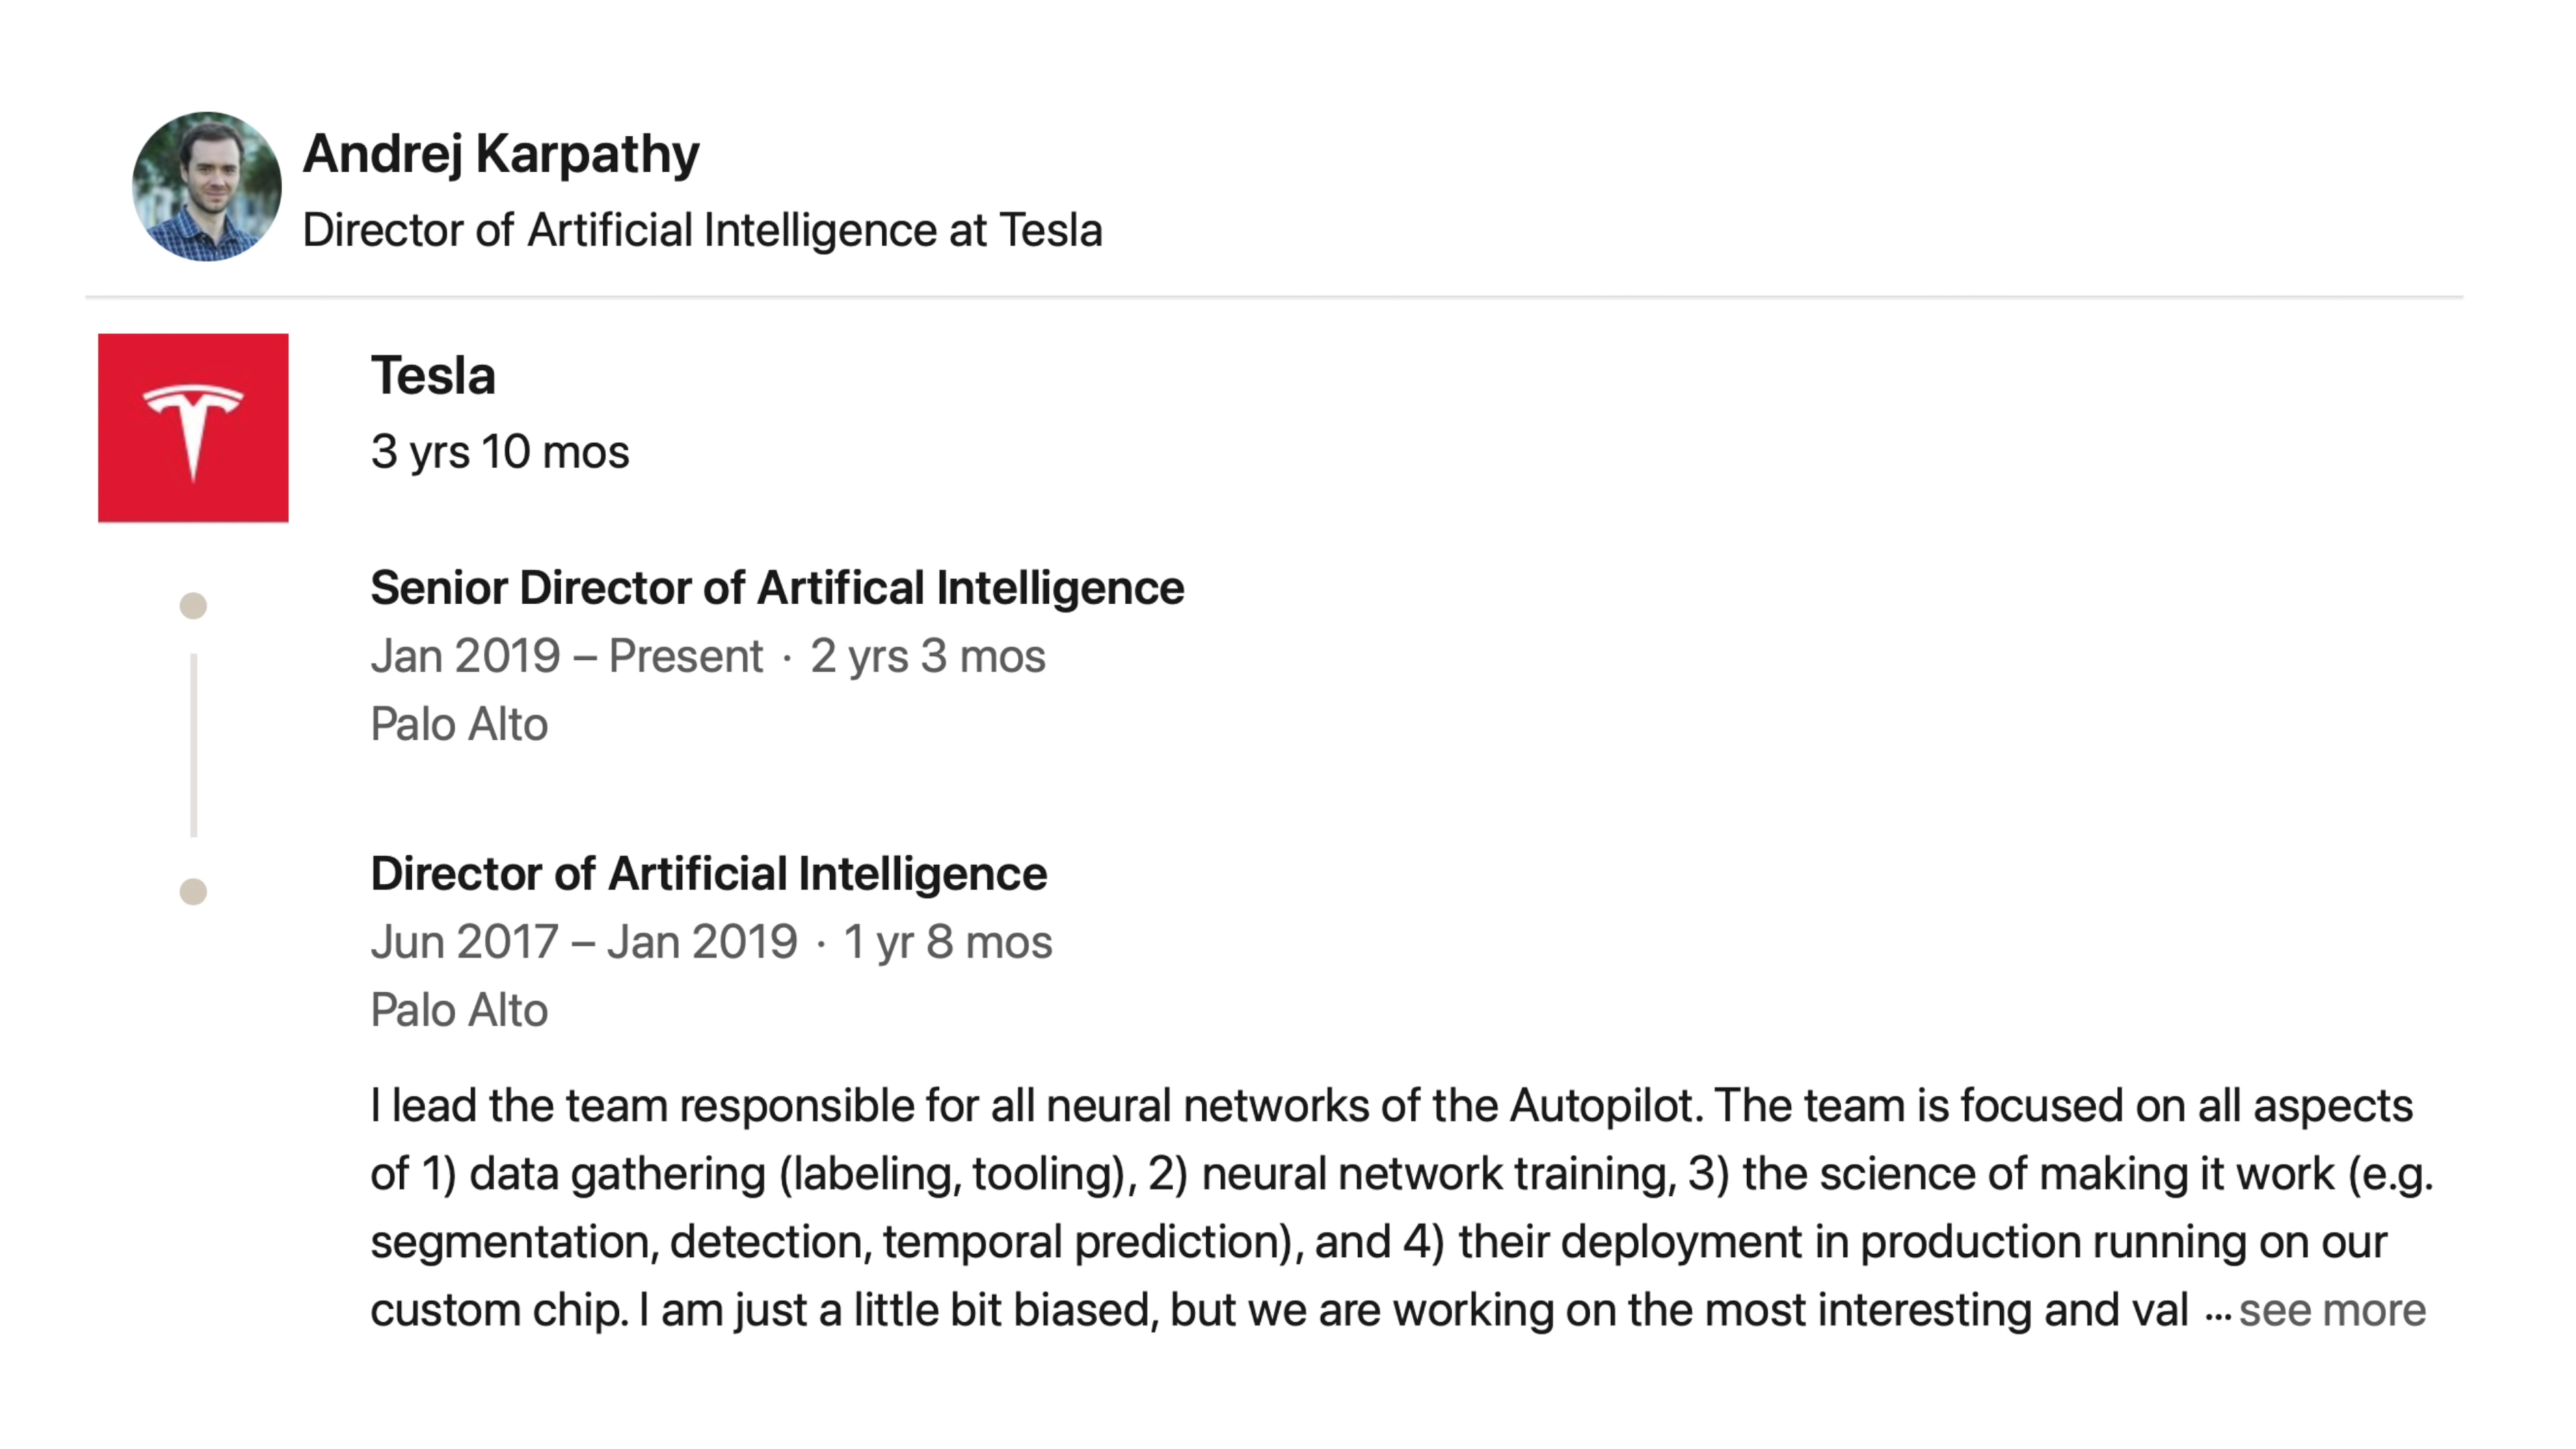 Andrej Karpathy
Director of Artificial Intelligence at Tesla
Tesla
3 yrs 10 mos
Senior Director of Artifical Intelligence
Jan 2019 – Present · 2 yrs 3 mos
Palo Alto
Director of Artificial Intelligence
Jun 2017 – Jan 2019 · 1 yr 8 mos
Palo Alto
I lead the team responsible for all neural networks of the Autopilot. The team is focused on all aspects
of 1) data gathering (labeling, tooling), 2) neural network training, 3) the science of making it work (e.g.
segmentation, detection, temporal prediction), and 4) their deployment in production running on our
custom chip. I am just a little bit biased, but we are working on the most interesting and val ...see more